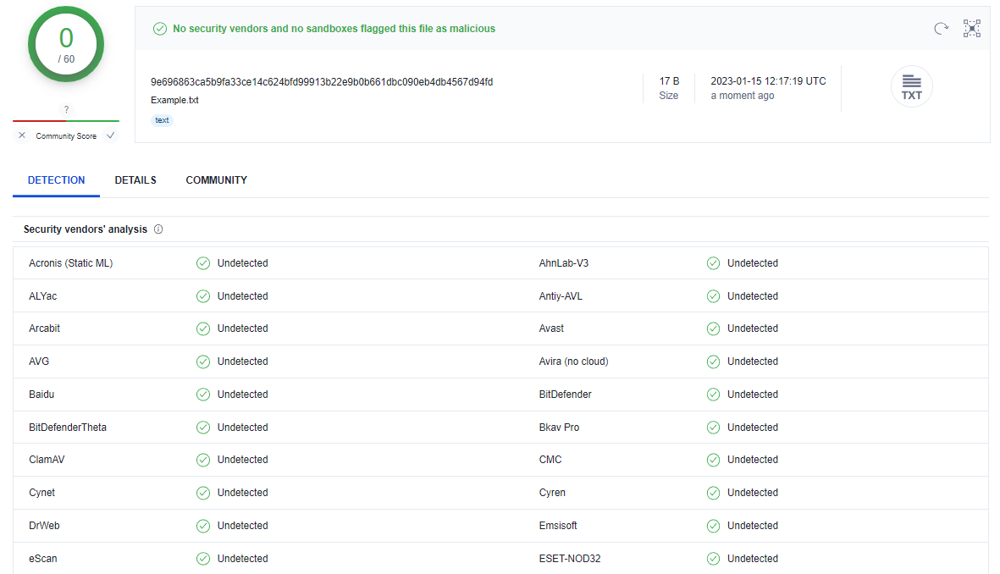 0
/ 60
?
Community Score
No security vendors and no sandboxes flagged this file as malicious
9e696863ca5b9fa33ce14c624bfd99913b22e9b0b661dbc090eb4db4567d94fd
Example.txt
text
17 B
Size
2023-01-15 12:17:19 UTC
a moment ago
TXT
DETECTION DETAILS COMMUNITY
Security vendors' analysis
Acronis (Static ML) Undetected AhnLab-V3 Undetected
ALYac Undetected Antiy-AVL Undetected
Arcabit Undetected Avast Undetected
AVG Undetected Avira (no cloud) Undetected
Baidu Undetected BitDefender Undetected
BitDefenderTheta Undetected Bkav Pro Undetected
ClamAV Undetected CMC Undetected
Cynet Undetected Cyren Undetected
DrWeb Undetected Emsisoft Undetected
eScan Undetected ESET-NOD32 Undetected